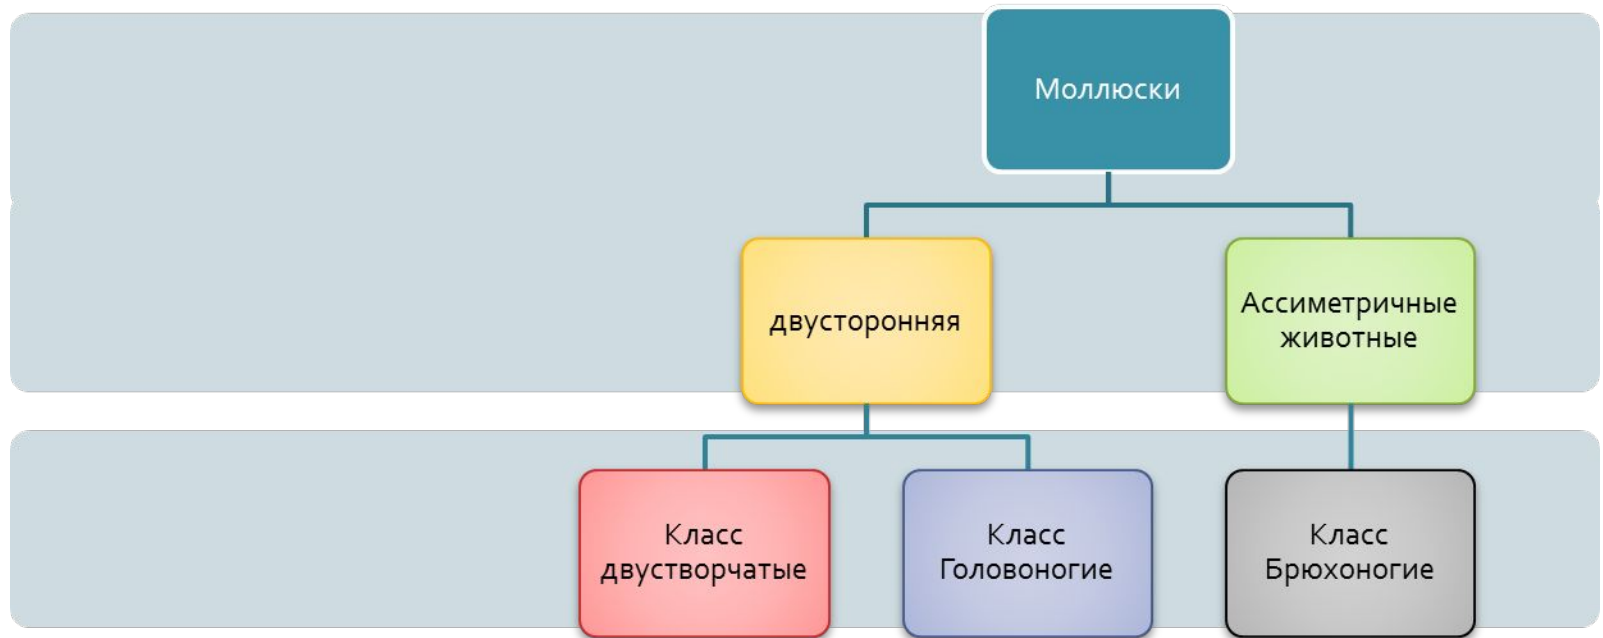 Моллюски
двусторонняя
Ассиметричные
животные
Класс
двустворчатые
Класс
Головоногие
Класс
Брюхоногие